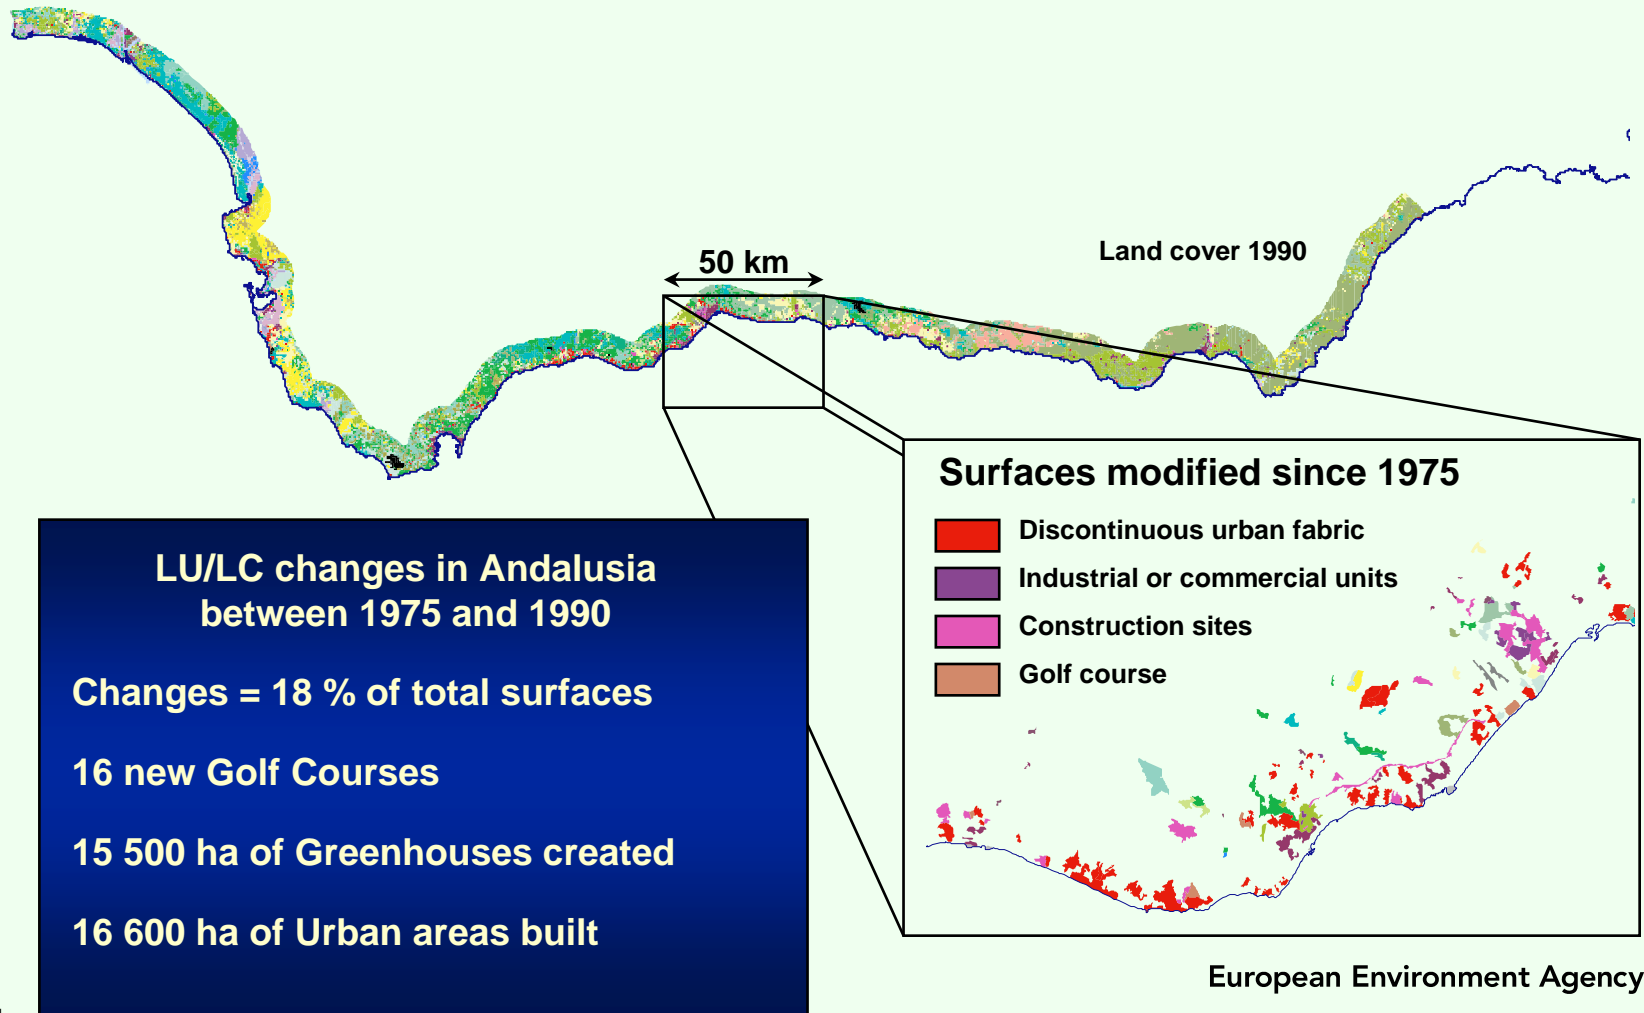 50 km
Land cover 1990
Surfaces modified since 1975
Discontinuous urban fabric
Industrial or commercial units
Construction sites
Golf course
LU/LC changes in Andalusia
between 1975 and 1990
Changes = 18 % of total surfaces
16 new Golf Courses
15 500 ha of Greenhouses created
16 600 ha of Urban areas built
European Environment Agency